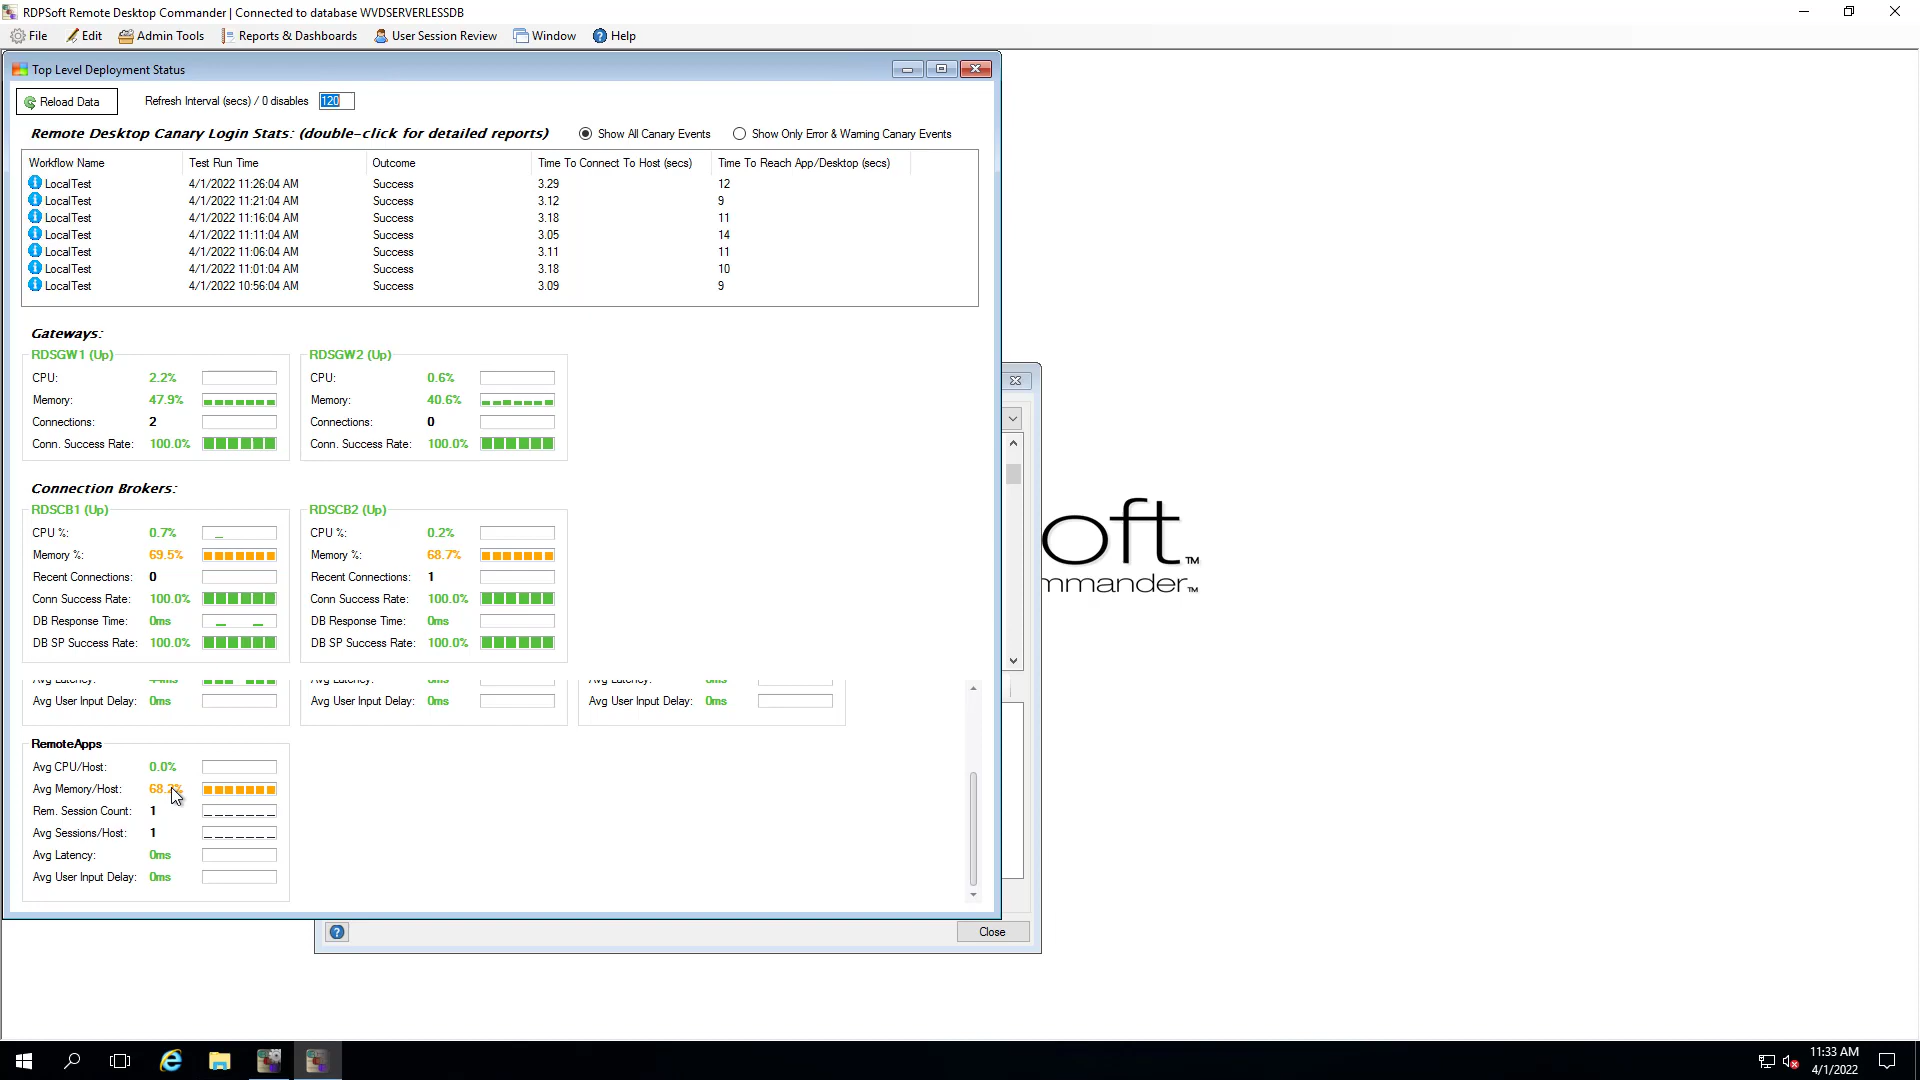 RDPSoft Remote Desktop Commander | Connected to database WVDSERVERLESSDB
File Edit Admin Tools Reports & Dashboards User Session Review Window Help
Top Level Deployment Status
Reload Data Refresh Interval (secs) / 0 disables 120
Remote Desktop Canary Login Stats: (double-click for detailed reports) Show All Canary Events Show Only Error & Warning Canary Events
Workflow Name Test Run Time Outcome Time To Connect To Host (secs) Time To Reach App/Desktop (secs)
LocalTest 4/1/2022 11:26:04 AM Success 3.29 12
LocalTest 4/1/2022 11:21:04 AM Success 3.12 9
LocalTest 4/1/2022 11:16:04 AM Success 3.18 11
LocalTest 4/1/2022 11:11:04 AM Success 3.05 14
LocalTest 4/1/2022 11:06:04 AM Success 3.11 11
LocalTest 4/1/2022 11:01:04 AM Success 3.18 10
LocalTest 4/1/2022 10:56:04 AM Success 3.09 9
Gateways:
RDSGW1 (Up) RDSGW2 (Up)
CPU: 2.2% CPU: 0.6%
Memory: 47.9% Memory: 40.6%
Connections: 2 Connections: 0
Conn. Success Rate: 100.0% Conn. Success Rate: 100.0%
Connection Brokers:
RDSCB1 (Up) RDSCB2 (Up)
CPU %: 0.7% CPU %: 0.2%
Memory %: 69.5% Memory %: 68.7%
Recent Connections: 0 Recent Connections: 1
Conn Success Rate: 100.0% Conn Success Rate: 100.0%
DB Response Time: 0ms DB Response Time: 0ms
DB SP Success Rate: 100.0% DB SP Success Rate: 100.0%
Avg Latency: 44ms Avg Latency: 0ms Avg Latency: 0ms
Avg User Input Delay: 0ms Avg User Input Delay: 0ms Avg User Input Delay: 0ms
RemoteApps
Avg CPU/Host: 0.0%
Avg Memory/Host:
Rem. Session Count: 1
Avg Sessions/Host: 1
Avg Latency: 0ms
Avg User Input Delay: 0ms
oft™
mmander™
Close
11:33 AM
4/1/2022